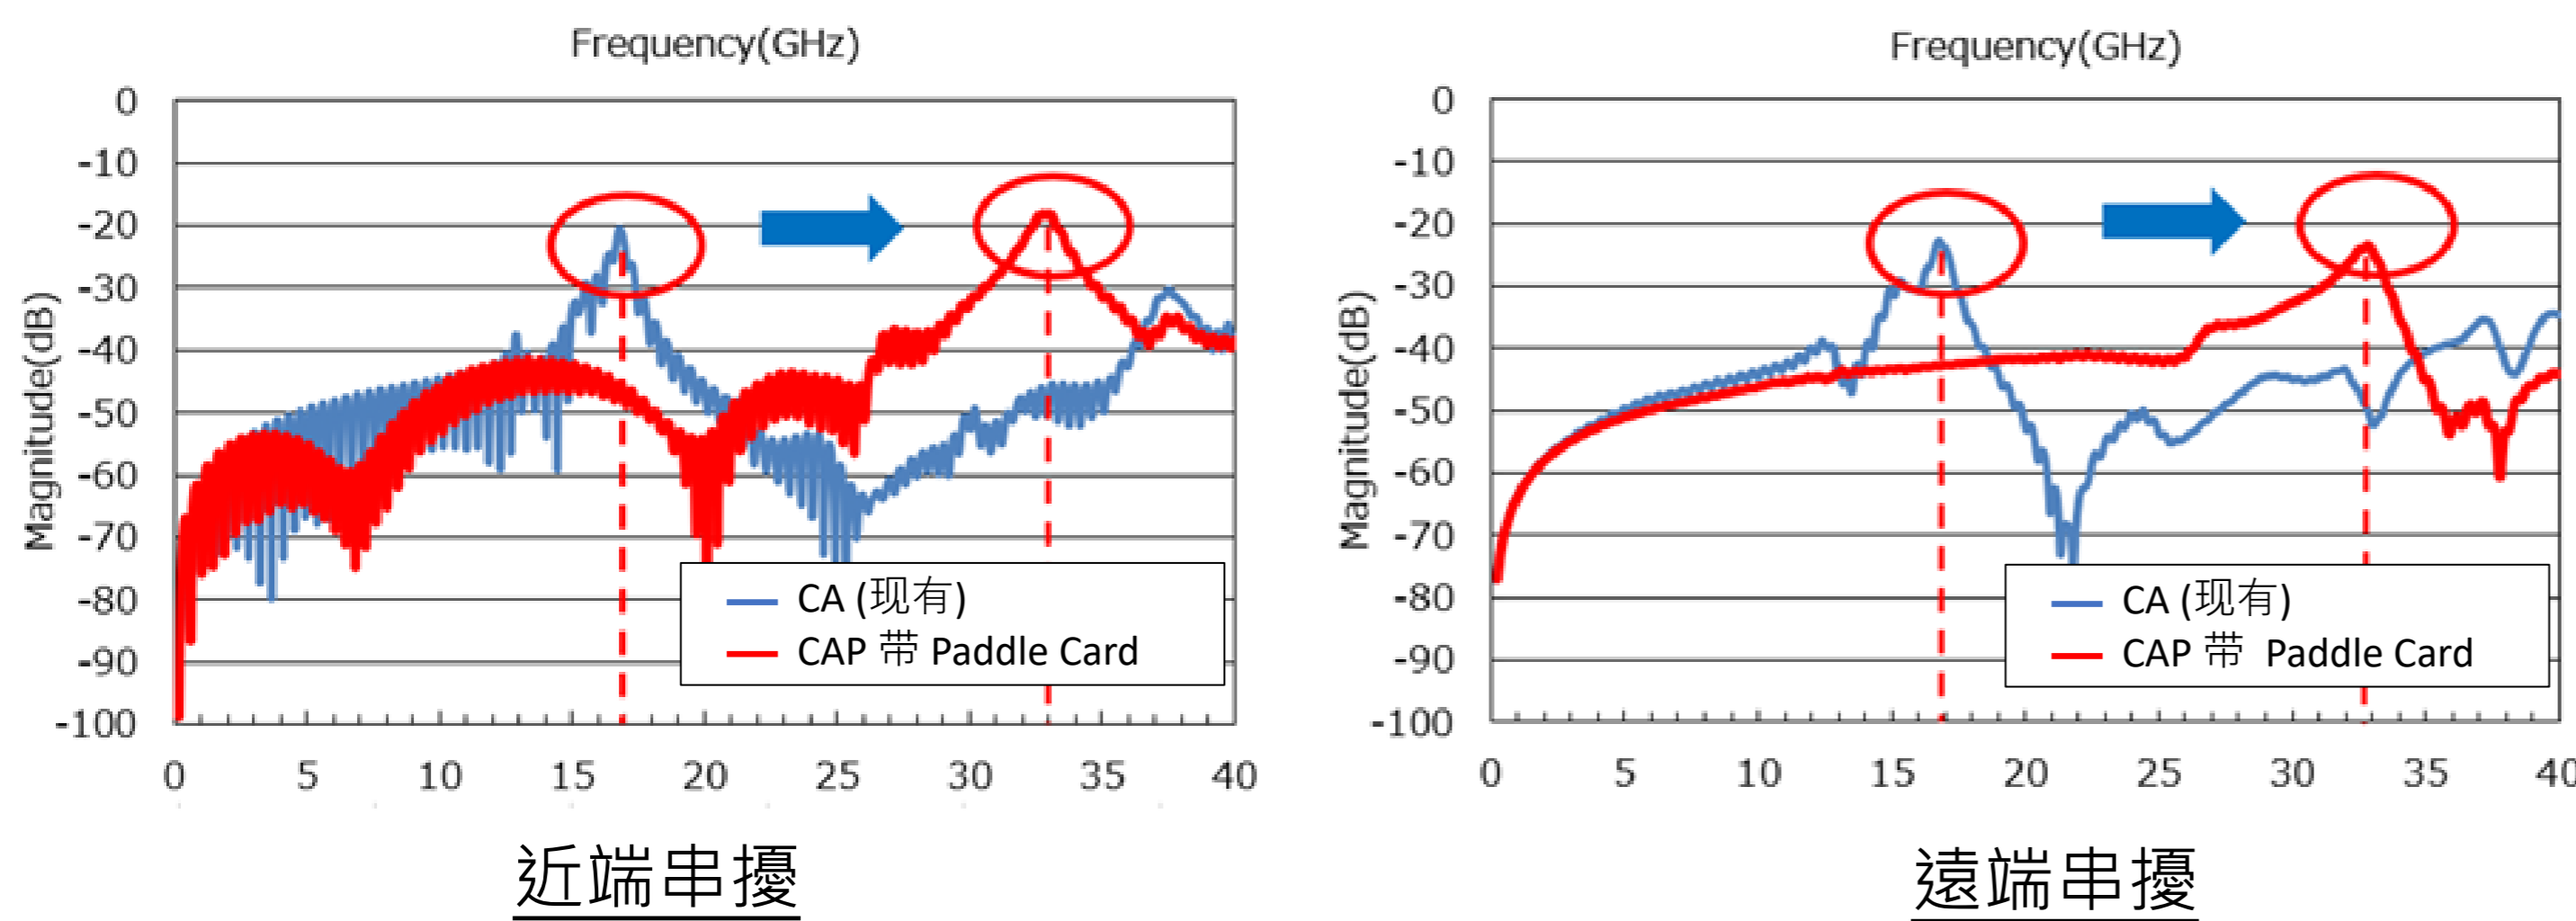 Frequency(GHz)
0
-10
-20
-30
-40
-50
-60
-70
-80
-90
-100
Magnitude(dB)
CA (现有)
CAP 带 Paddle Card
0 5 10 15 20 25 30 35 40
近端串擾
Frequency(GHz)
0
-10
-20
-30
-40
-50
-60
-70
-80
-90
-100
Magnitude(dB)
CA (现有)
CAP 带 Paddle Card
0 5 10 15 20 25 30 35 40
遠端串擾